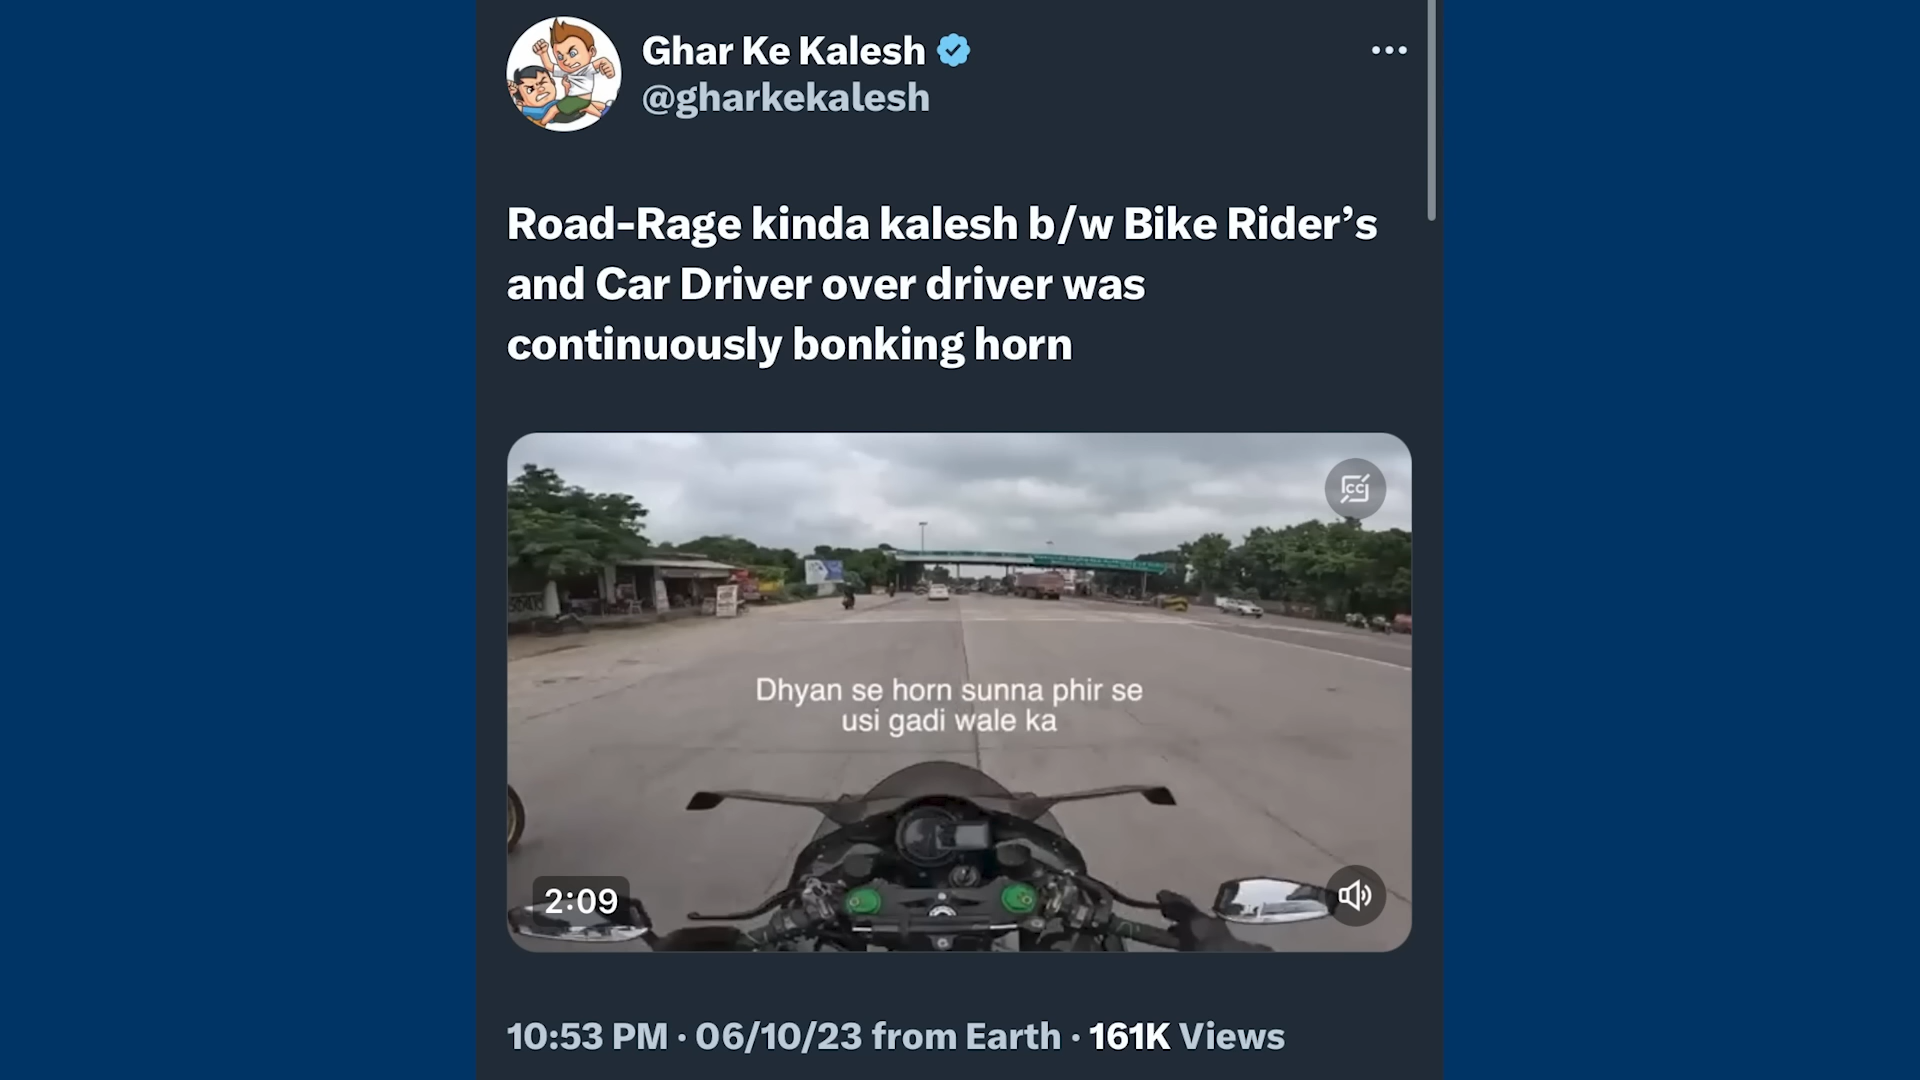 Ghar Ke Kalesh
@gharkekalesh
Road-Rage kinda kalesh b/w Bike Rider’s
and Car Driver over driver was
continuously bonking horn
CC
Dhyan se horn sunna phir se
usi gadi wale ka
2:09
10:53 PM · 06/10/23 from Earth · 161K Views